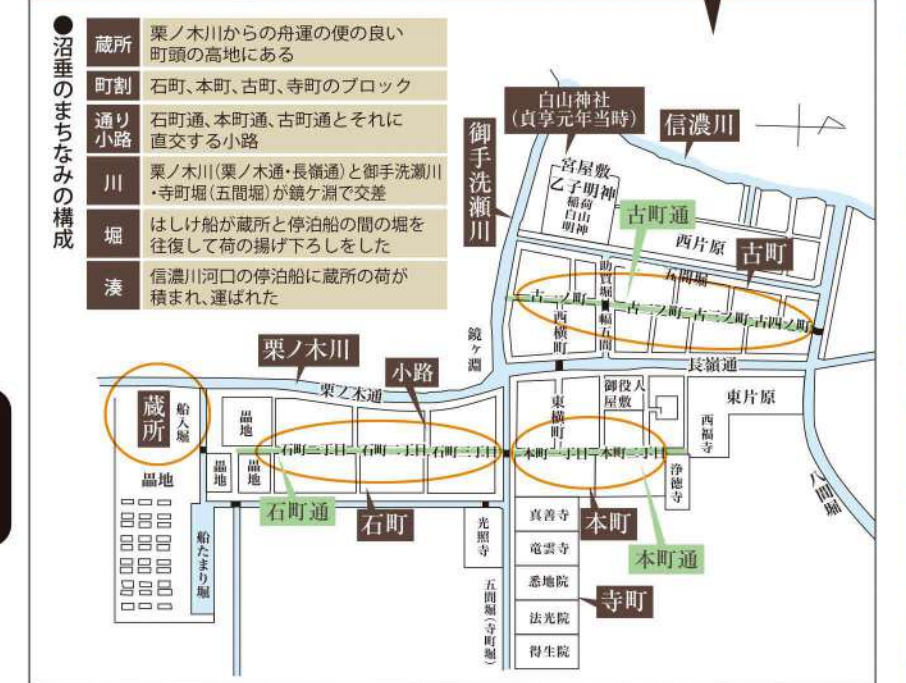 ●沼垂のまちなみの構成
蔵所
栗ノ木川からの舟運の便の良い
町頭の高地にある
町割
石町、本町、古町、寺町のブロック
通り
小路
石町通、本町通、古町通とそれに
直交する小路
川
栗ノ木川(栗ノ木通・長嶺通)と御手洗瀬川
・寺町堀(五間堀)が鏡ケ淵で交差
堀
はしけ船が蔵所と停泊船の間の堀を
往復して荷の揚げ下ろしをした
湊
信濃川河口の停泊船に蔵所の荷が
積まれ、運ばれた
白山神社
(貞享元年当時)
信濃川
御手洗瀬川
宮屋敷
乙子明神
稲荷
白山
明神
古町通
西片原
古町
五間堀
助買堀
幅五間
古一ノ町
古二ノ町
古三ノ町
古四ノ町
西横町
鏡ヶ淵
長嶺通
栗ノ木川
栗ノ木通
小路
東横町
御役人
屋敷
東片原
西福寺
八間堀
蔵所
船入堀
畾地
畾地
畾地
畾地
石町三丁目
石町二丁目
石町一丁目
本町一丁目
本町二丁目
浄徳寺
石町通
石町
本町
本町通
船たまり堀
光照寺
真善寺
竜雲寺
悉地院
法光院
得生院
寺町
五間堀(寺町堀)